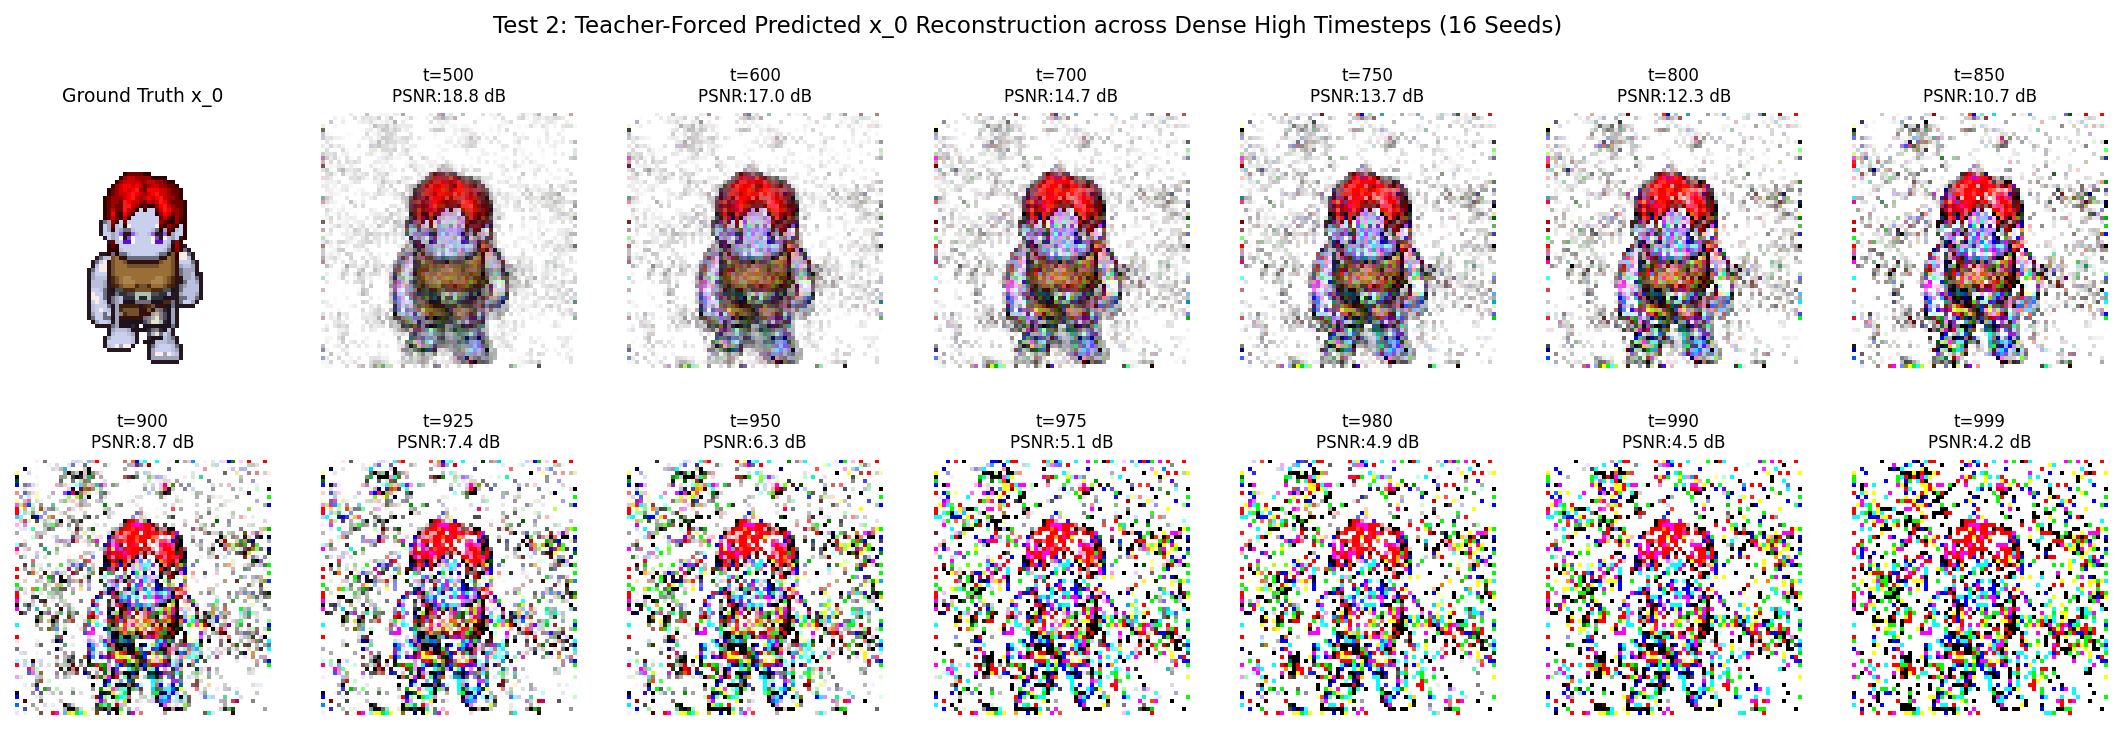 Test 2: Teacher-Forced Predicted x_0 Reconstruction across Dense High Timesteps (16 Seeds)
Ground Truth x_0
t=500
PSNR:18.8 dB
t=600
PSNR:17.0 dB
t=700
PSNR:14.7 dB
t=750
PSNR:13.7 dB
t=800
PSNR:12.3 dB
t=850
PSNR:10.7 dB
t=900
PSNR:8.7 dB
t=925
PSNR:7.4 dB
t=950
PSNR:6.3 dB
t=975
PSNR:5.1 dB
t=980
PSNR:4.9 dB
t=990
PSNR:4.5 dB
t=999
PSNR:4.2 dB